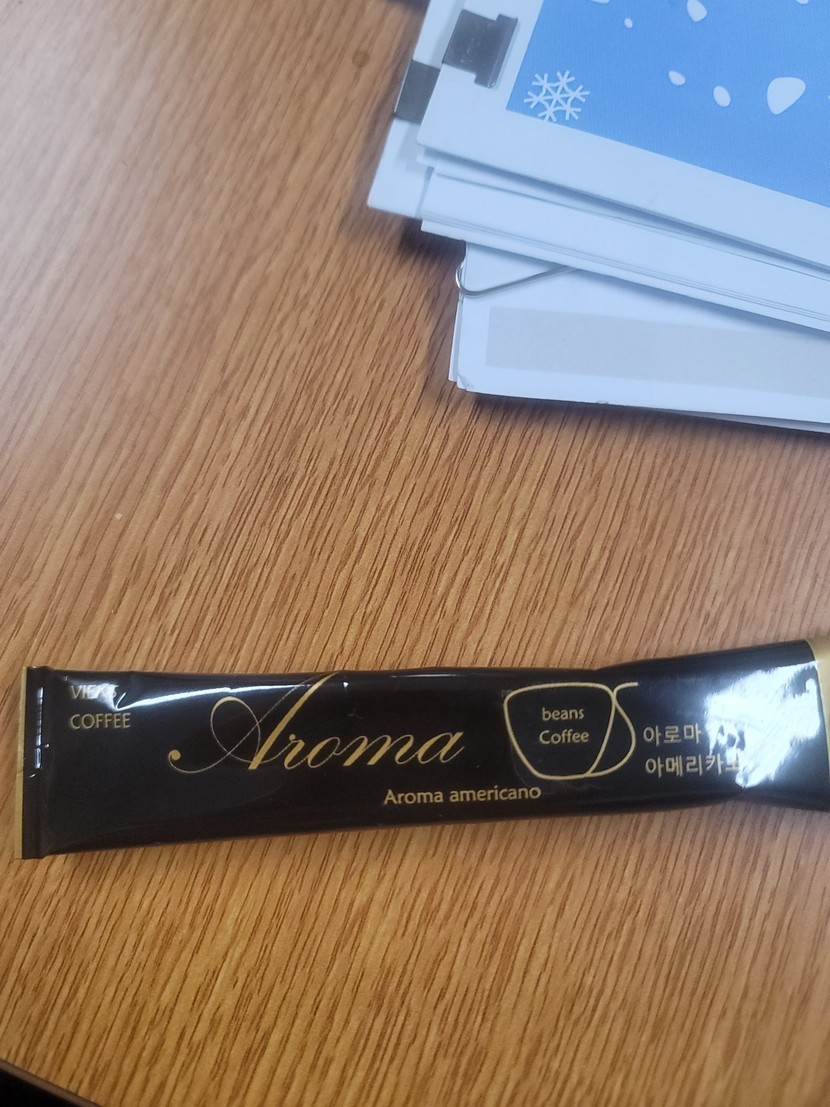 COFFEE
Aroma
beans
Coffee
아로마
Aroma americano